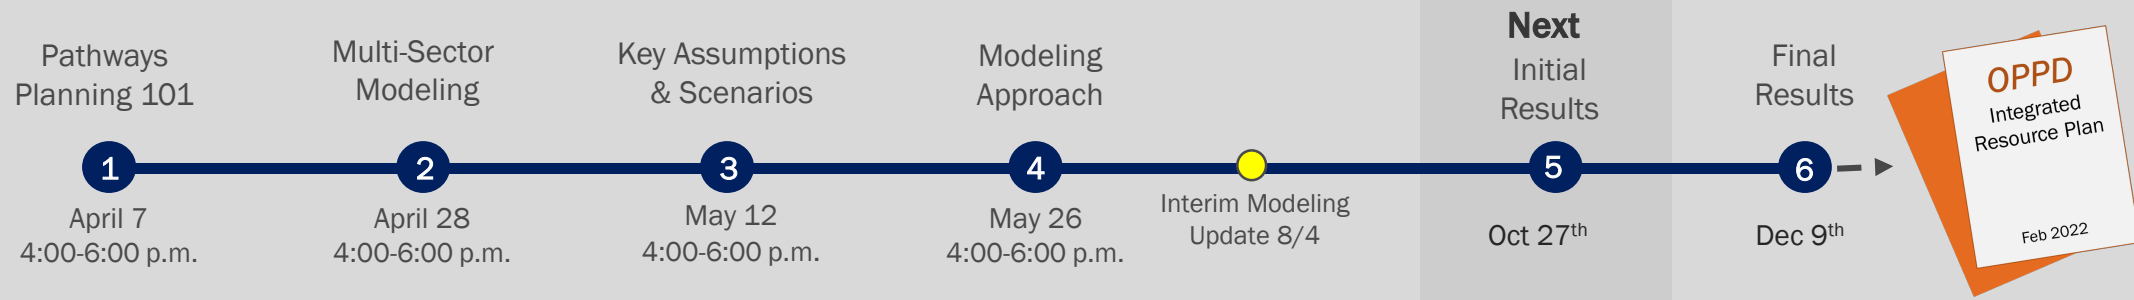 Pathways
Planning 101
1
April 7
4:00-6:00 p.m.
Multi-Sector
Modeling
2
April 28
4:00-6:00 p.m.
Key Assumptions
& Scenarios
3
May 12
4:00-6:00 p.m.
Modeling
Approach
4
May 26
4:00-6:00 p.m.
Interim Modeling
Update 8/4
Next
Initial
Results
5
Oct 27th
Final
Results
6
Dec 9th
OPPD
Integrated
Resource Plan
Feb 2022